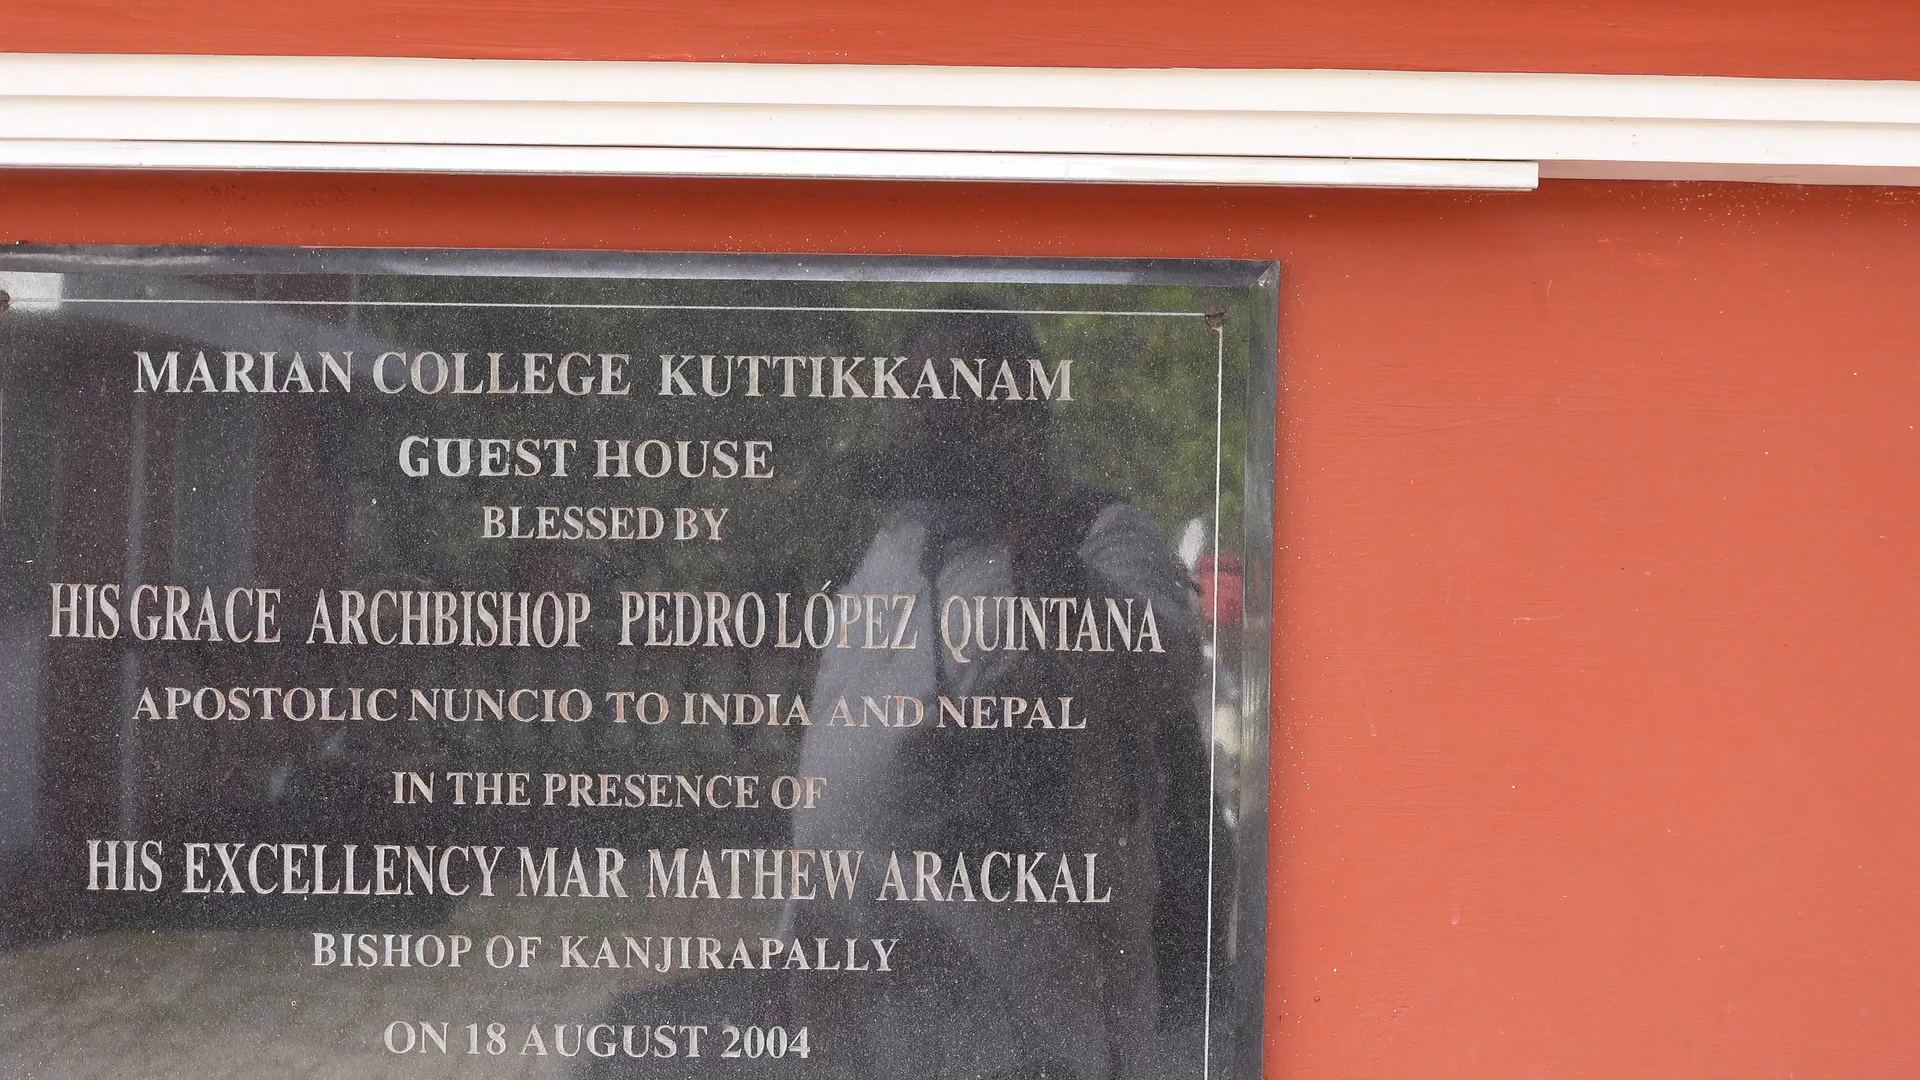 MARIAN COLLEGE KUTTIKKANAM
GUEST HOUSE
BLESSED BY
HIS GRACE ARCHBISHOP PEDRO LÓPEZ QUINTANA
APOSTOLIC NUNCIO TO INDIA AND NEPAL
IN THE PRESENCE OF
HIS EXCELLENCY MAR MATHEW ARACKAL
BISHOP OF KANJIRAPALLY
ON 18 AUGUST 2004